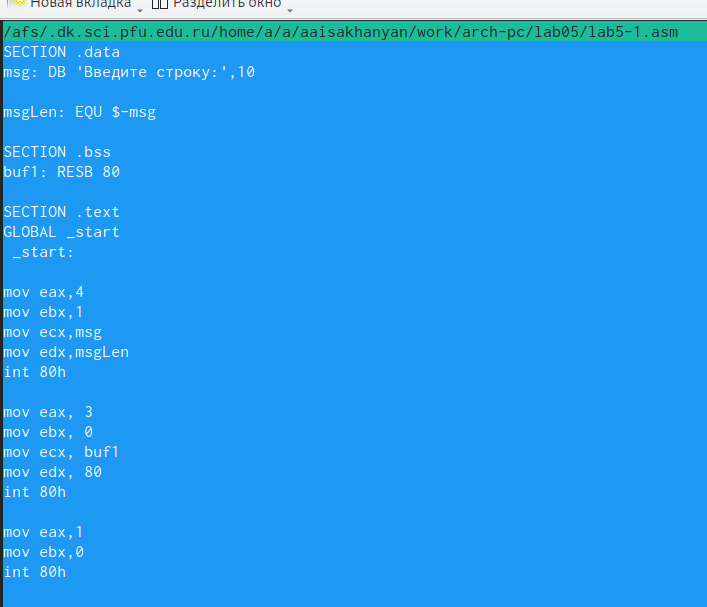 Новая вкладка Разделить окно
/afs/.dk.sci.pfu.edu.ru/home/a/a/aaisakhanyan/work/arch-pc/lab05/lab5-1.asm
SECTION .data
msg: DB 'Введите строку:',10
msgLen: EQU $-msg
SECTION .bss
buf1: RESB 80
SECTION .text
GLOBAL _start
_start:
mov eax,4
mov ebx,1
mov ecx,msg
mov edx,msgLen
int 80h
mov eax, 3
mov ebx, 0
mov ecx, buf1
mov edx, 80
int 80h
mov eax,1
mov ebx,0
int 80h